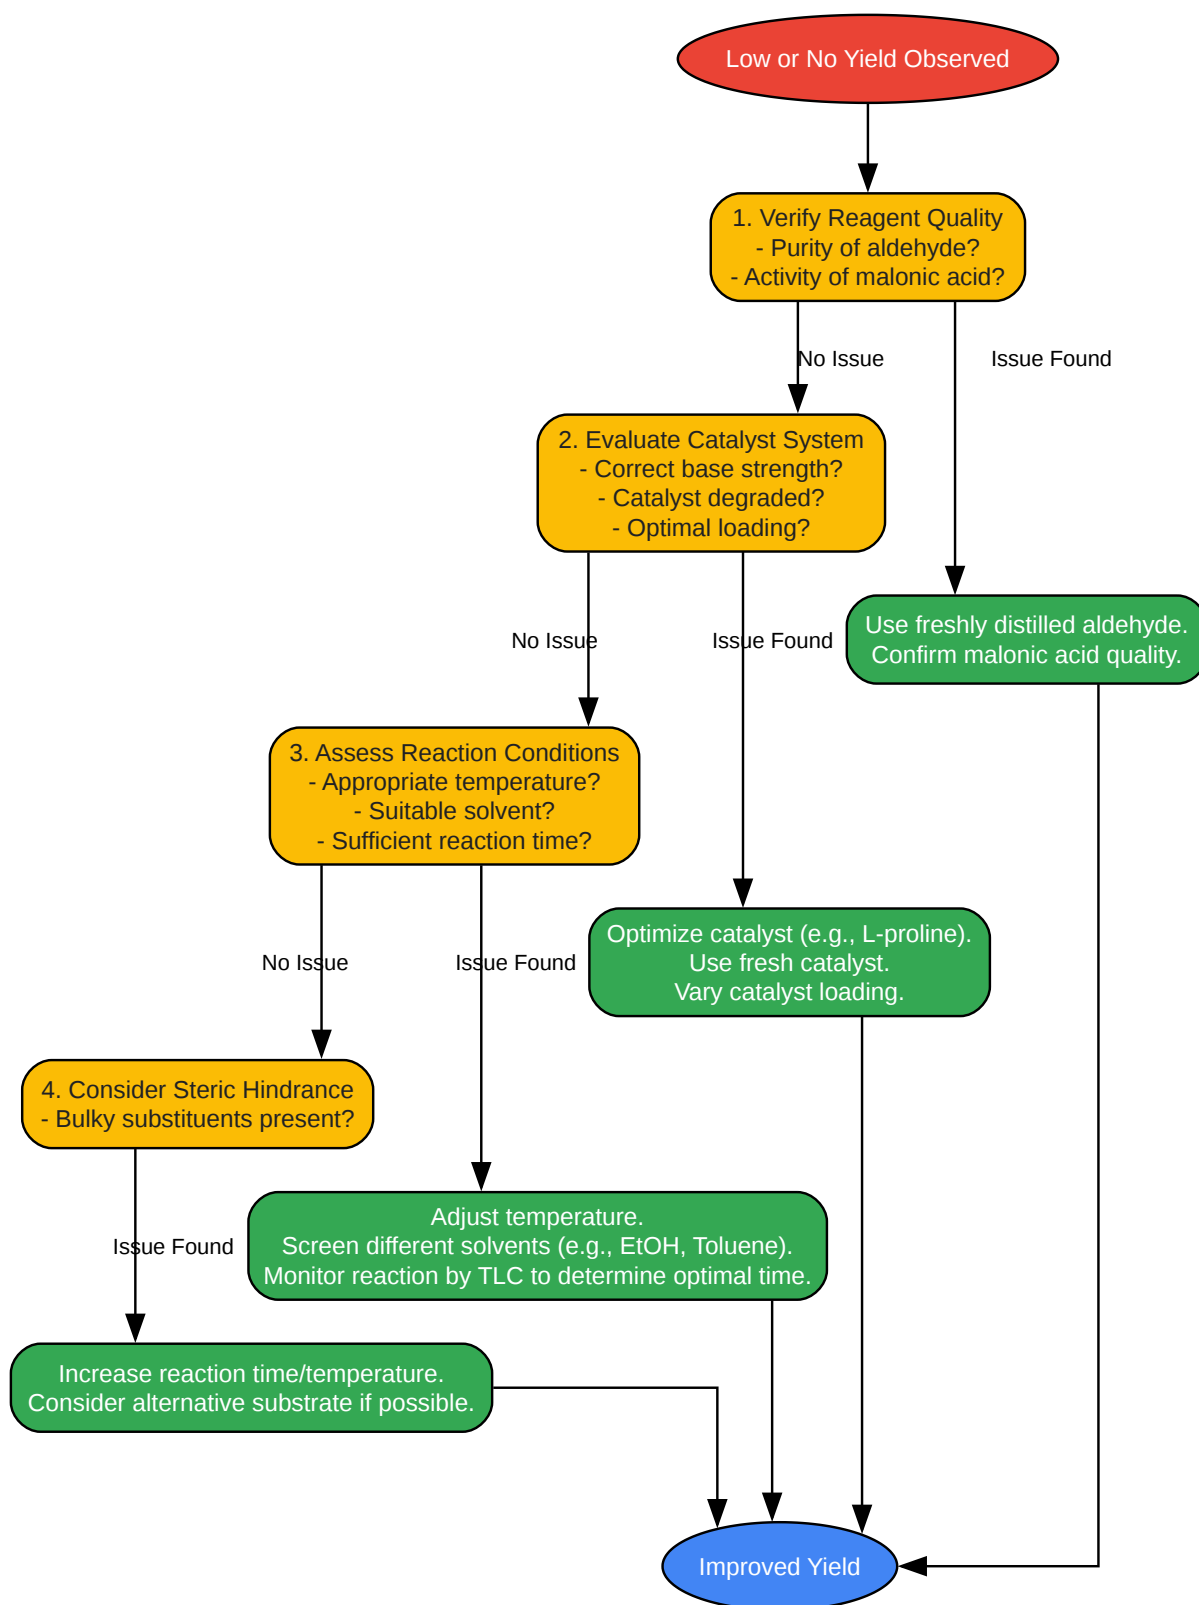 Low or No Yield Observed
1. Verify Reagent Quality
- Purity of aldehyde?
- Activity of malonic acid?
No Issue
Issue Found
2. Evaluate Catalyst System
- Correct base strength?
- Catalyst degraded?
- Optimal loading?
No Issue
Issue Found
Use freshly distilled aldehyde.
Confirm malonic acid quality.
3. Assess Reaction Conditions
- Appropriate temperature?
- Suitable solvent?
- Sufficient reaction time?
No Issue
Issue Found
Optimize catalyst (e.g., L-proline).
Use fresh catalyst.
Vary catalyst loading.
4. Consider Steric Hindrance
- Bulky substituents present?
Issue Found
Adjust temperature.
Screen different solvents (e.g., EtOH, Toluene).
Monitor reaction by TLC to determine optimal time.
Increase reaction time/temperature.
Consider alternative substrate if possible.
Improved Yield